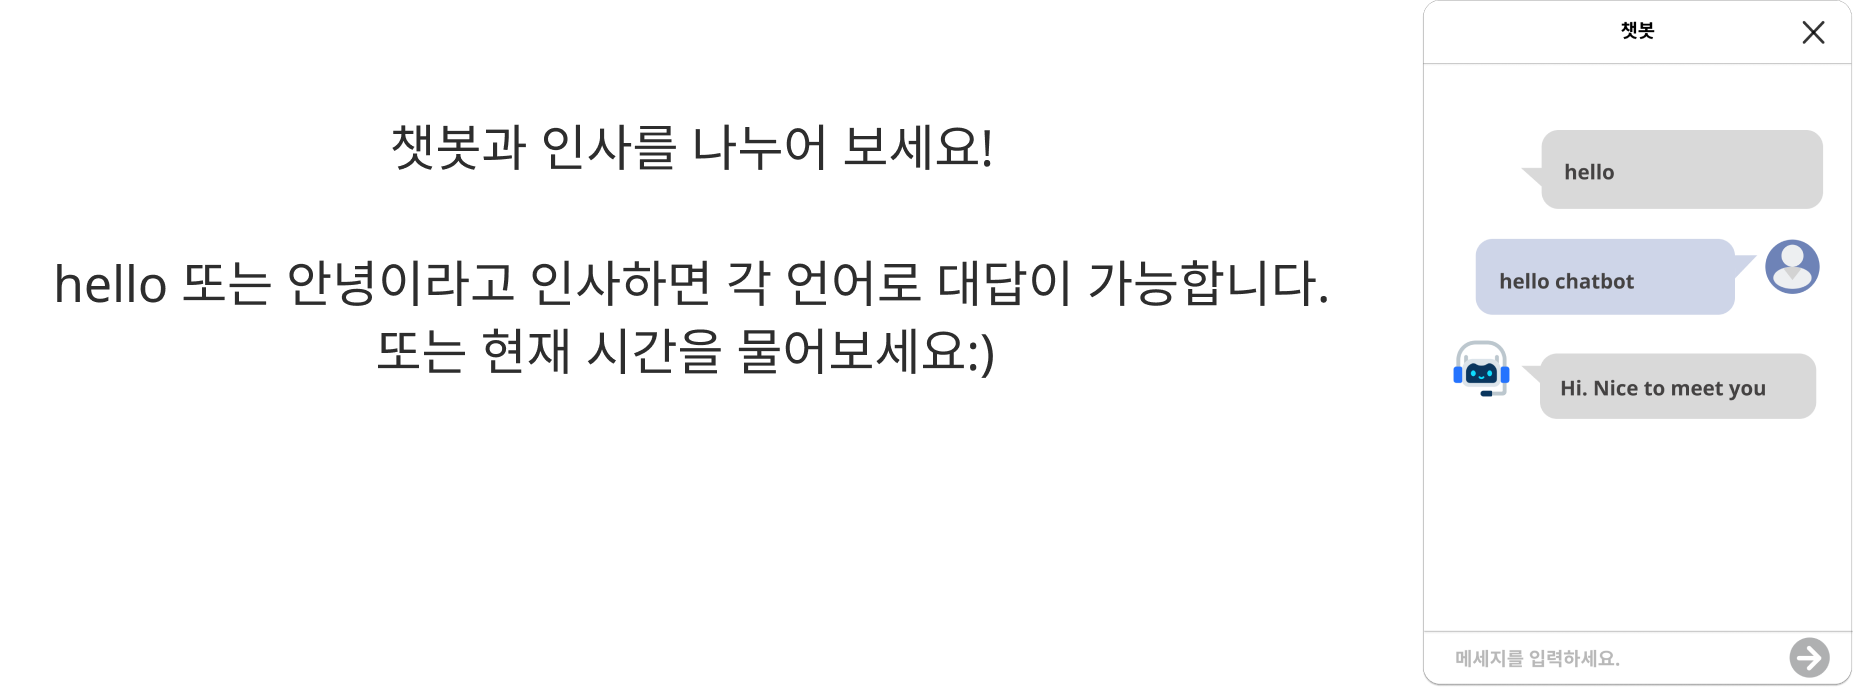 챗봇과 인사를 나누어 보세요!
hello 또는 안녕이라고 인사하면 각 언어로 대답이 가능합니다.
또는 현재 시간을 물어보세요:)
챗봇
hello
hello chatbot
Hi. Nice to meet you
메세지를 입력하세요.